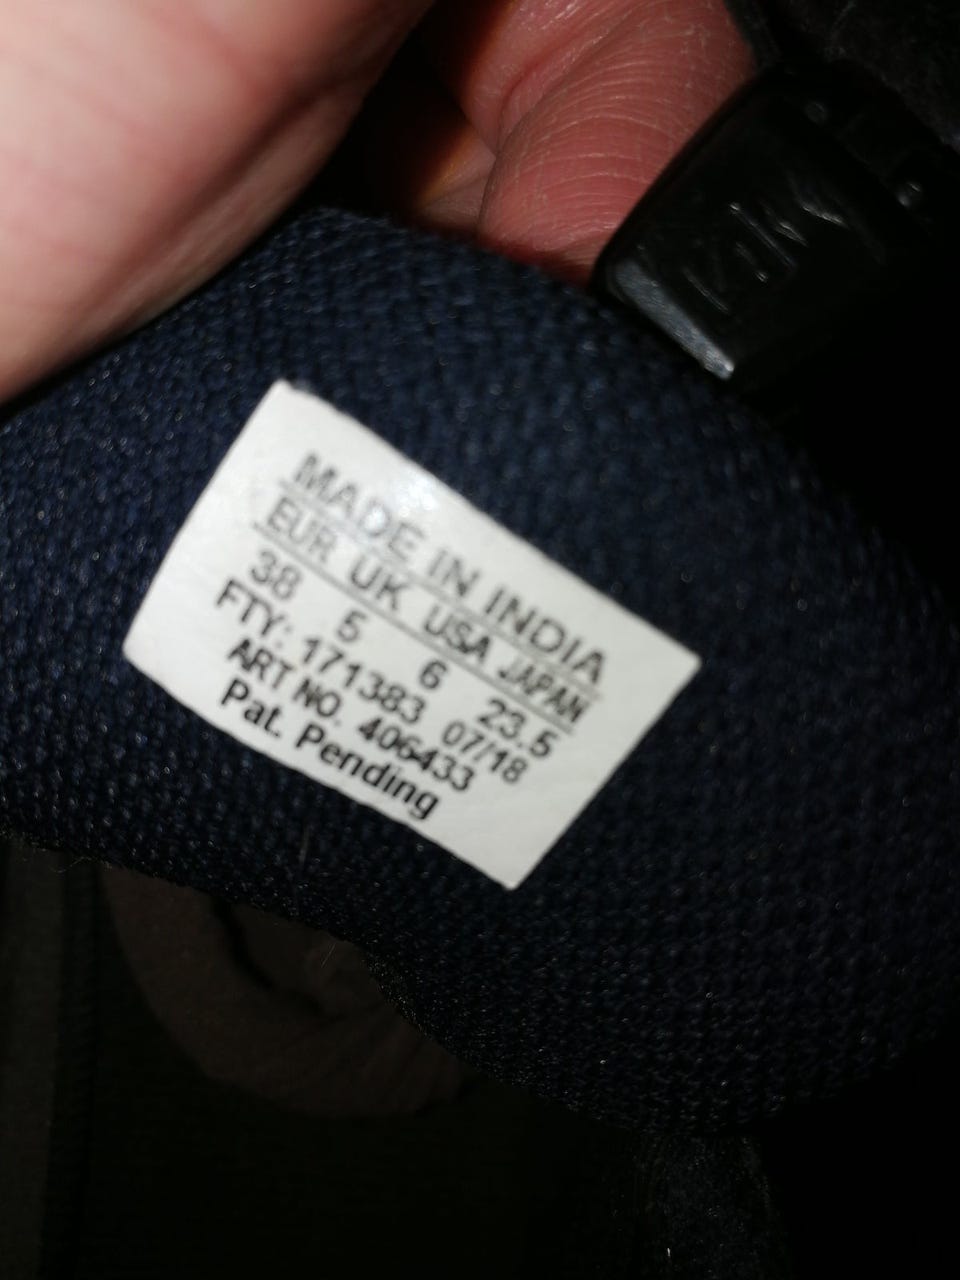 MADE IN INDIA
EUR UK USA JAPAN
38 5 6 23.5
FTY: 171383 07/18
ART NO. 406433
Pat. Pending